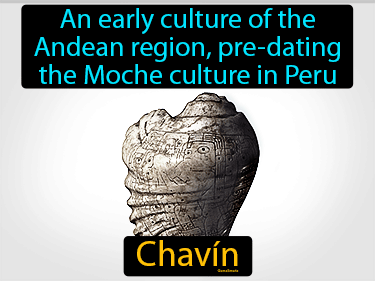 An early culture of the
Andean region, pre-dating
the Moche culture in Peru
Chavín